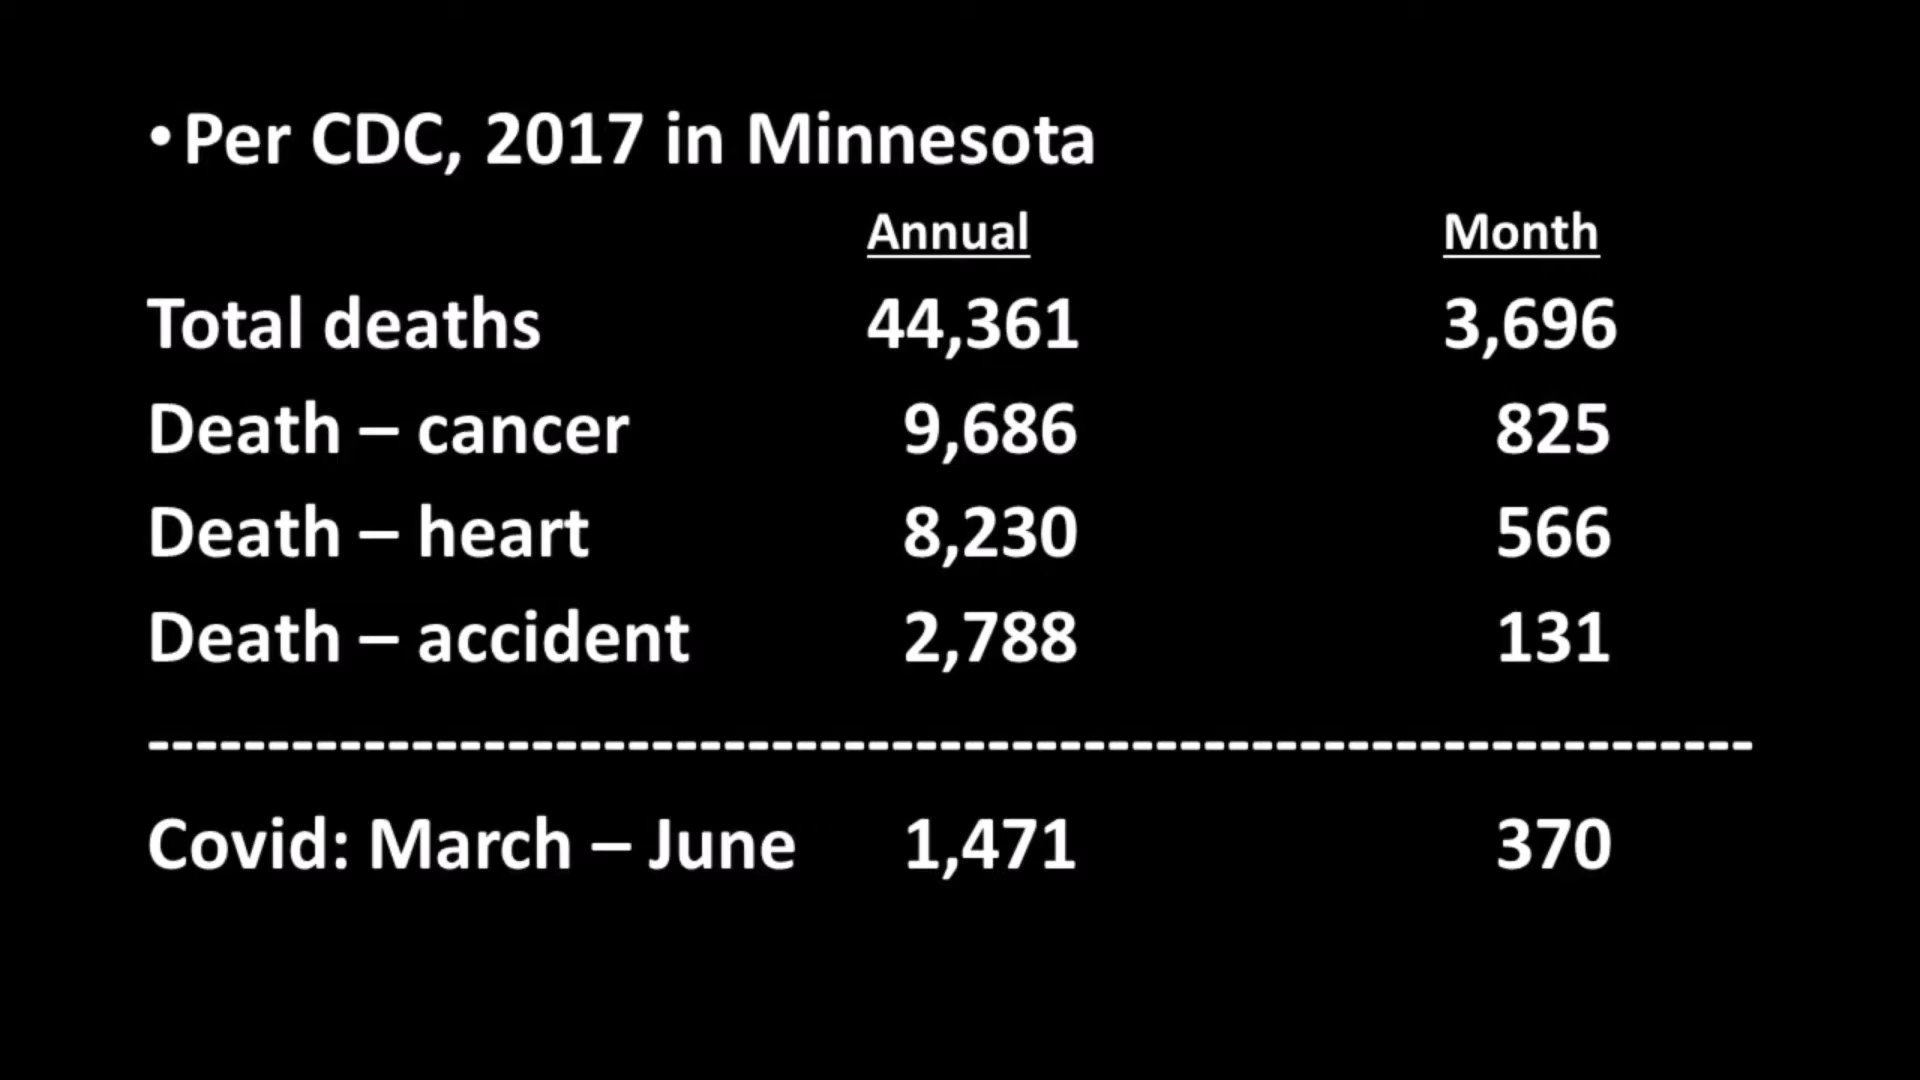 • Per CDC, 2017 in Minnesota
Annual Month
Total deaths 44,361 3,696
Death – cancer 9,686 825
Death – heart 8,230 566
Death – accident 2,788 131
-------------------------------------------------------------------
Covid: March – June 1,471 370